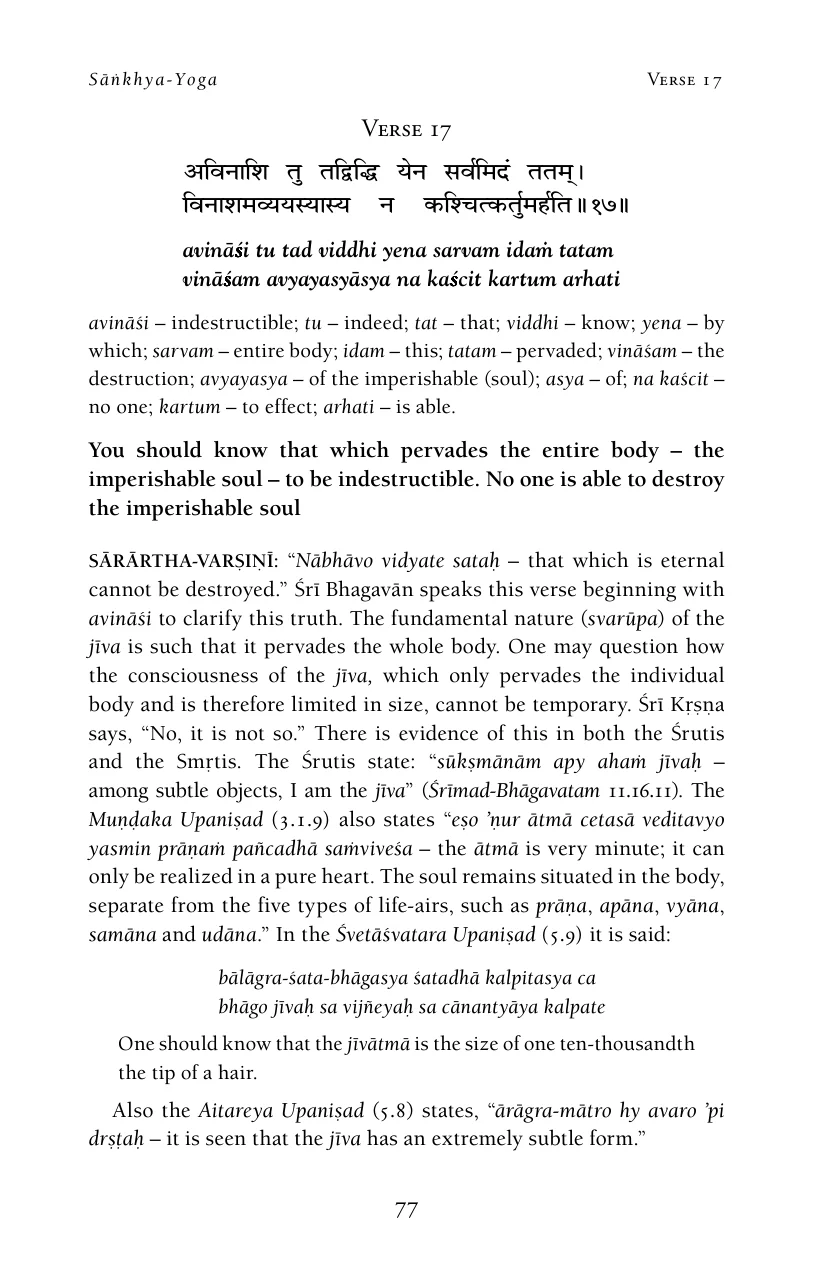 Sāṅkhya-Yoga Verse 17
Verse 17
अविनाशि तु तद्विद्धि येन सर्वमिदं ततम्।
विनाशमव्ययस्यास्य न कश्चित्कर्तुमर्हति॥१७॥
avināśi tu tad viddhi yena sarvam idaṁ tatam
vināśam avyayasyāsya na kaścit kartum arhati
avināśi – indestructible; tu – indeed; tat – that; viddhi – know; yena – by
which; sarvam – entire body; idam – this; tatam – pervaded; vināśam – the
destruction; avyayasya – of the imperishable (soul); asya – of; na kaścit –
no one; kartum – to effect; arhati – is able.
You should know that which pervades the entire body – the
imperishable soul – to be indestructible. No one is able to destroy
the imperishable soul
SĀRĀRTHA-VARṢIṆĪ: “Nābhāvo vidyate sataḥ – that which is eternal
cannot be destroyed.” Śrī Bhagavān speaks this verse beginning with
avināśi to clarify this truth. The fundamental nature (svarūpa) of the
jīva is such that it pervades the whole body. One may question how
the consciousness of the jīva, which only pervades the individual
body and is therefore limited in size, cannot be temporary. Śrī Kṛṣṇa
says, “No, it is not so.” There is evidence of this in both the Śrutis
and the Smṛtis. The Śrutis state: “sūkṣmānām apy ahaṁ jīvaḥ –
among subtle objects, I am the jīva” (Śrīmad-Bhāgavatam 11.16.11). The
Muṇḍaka Upaniṣad (3.1.9) also states “eṣo ’ṇur ātmā cetasā veditavyo
yasmin prāṇaṁ pañcadhā saṁviveśa – the ātmā is very minute; it can
only be realized in a pure heart. The soul remains situated in the body,
separate from the five types of life-airs, such as prāṇa, apāna, vyāna,
samāna and udāna.” In the Śvetāśvatara Upaniṣad (5.9) it is said:
bālāgra-śata-bhāgasya śatadhā kalpitasya ca
bhāgo jīvaḥ sa vijñeyaḥ sa cānantyāya kalpate
One should know that the jīvātmā is the size of one ten-thousandth
the tip of a hair.
Also the Aitareya Upaniṣad (5.8) states, “ārāgra-mātro hy avaro ’pi
dṛṣṭaḥ – it is seen that the jīva has an extremely subtle form.”
77